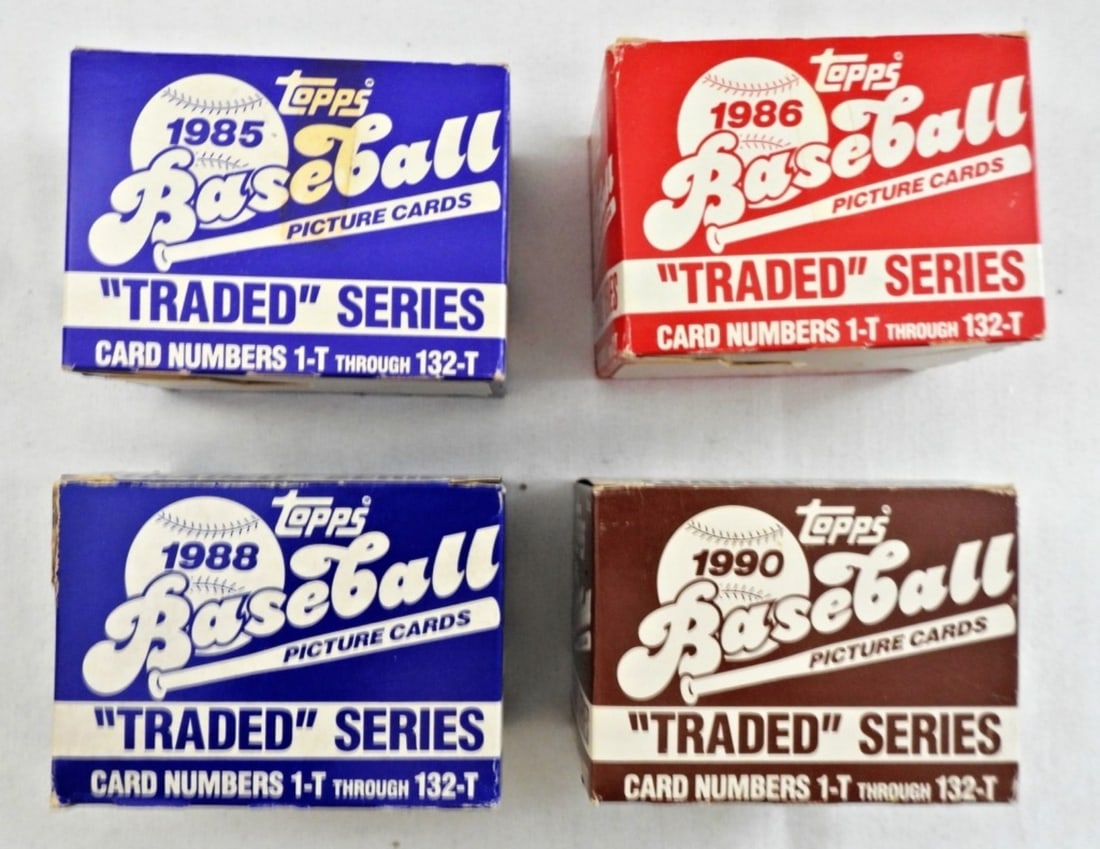 TOPPS
1985
Baseball
PICTURE CARDS
"TRADED" SERIES
CARD NUMBERS 1-T THROUGH 132-T
TOPPS
1986
Baseball
PICTURE CARDS
"TRADED" SERIES
CARD NUMBERS 1-T THROUGH 132-T
TOPPS
1988
Baseball
PICTURE CARDS
"TRADED" SERIES
CARD NUMBERS 1-T THROUGH 132-T
TOPPS
1990
Baseball
PICTURE CARDS
"TRADED" SERIES
CARD NUMBERS 1-T THROUGH 132-T